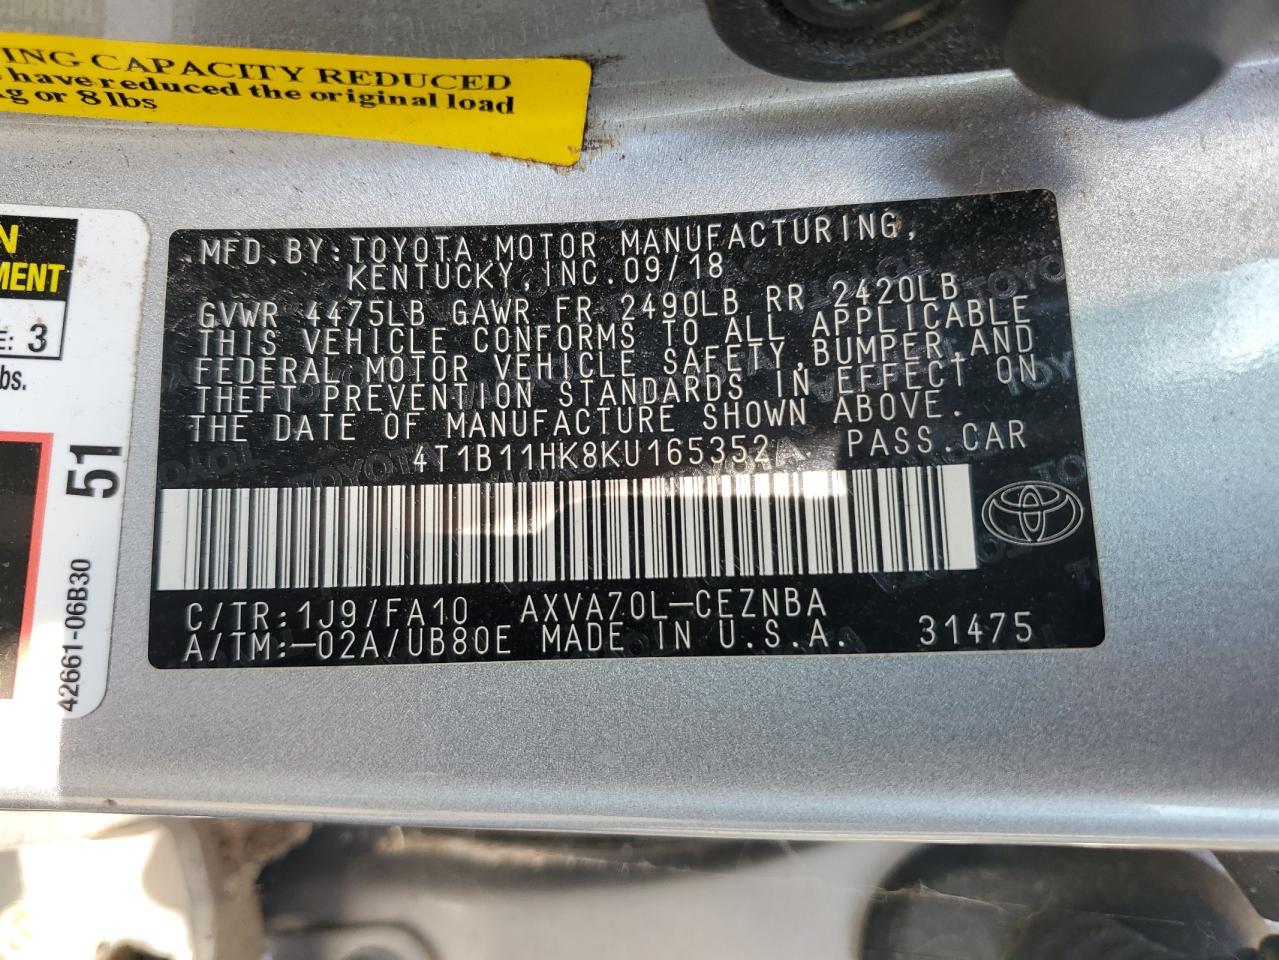 ING CAPACITY REDUCED
have reduced the original load
kg or 8 lbs
N
MENT
E: 3
bs.
51
42661-06B30
MFD.BY:TOYOTA MOTOR MANUFACTURING,
KENTUCKY,INC.09/18
GVWR 4475LB GAWR FR 2490LB RR 2420LB
THIS VEHICLE CONFORMS TO ALL APPLICABLE
FEDERAL MOTOR VEHICLE SAFETY,BUMPER,AND
THEFT PREVENTION STANDARDS IN EFFECT ON
THE DATE OF MANUFACTURE SHOWN ABOVE.
4T1B11HK8KU165352 PASS.CAR
C/TR:1J9/FA10 AXVA70L-CEZNBA
A/TM:-02A/UB80E MADE IN U.S.A. 31475